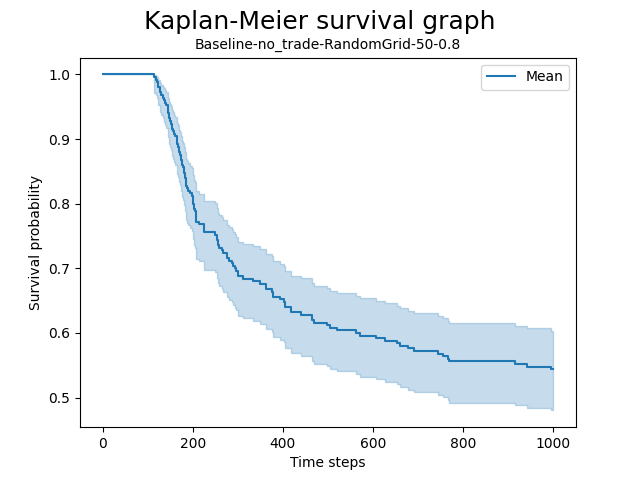 Kaplan-Meier survival graph
Baseline-no_trade-RandomGrid-50-0.8
Mean
Survival probability
1.0
0.9
0.8
0.7
0.6
0.5
0 200 400 600 800 1000
Time steps